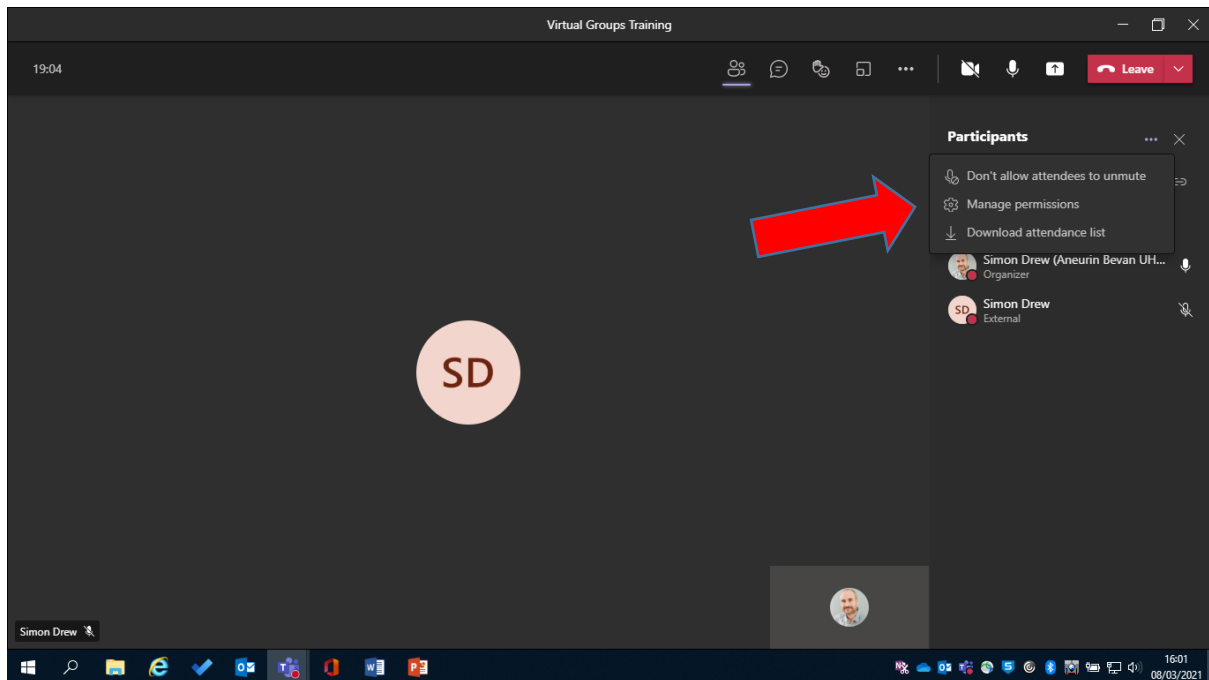 Virtual Groups Training
19:04
Leave
Participants
Don't allow attendees to unmute
Manage permissions
Download attendance list
Simon Drew (Aneurin Bevan UH...
Organizer
SD
Simon Drew
External
SD
Simon Drew
16:01
08/03/2021